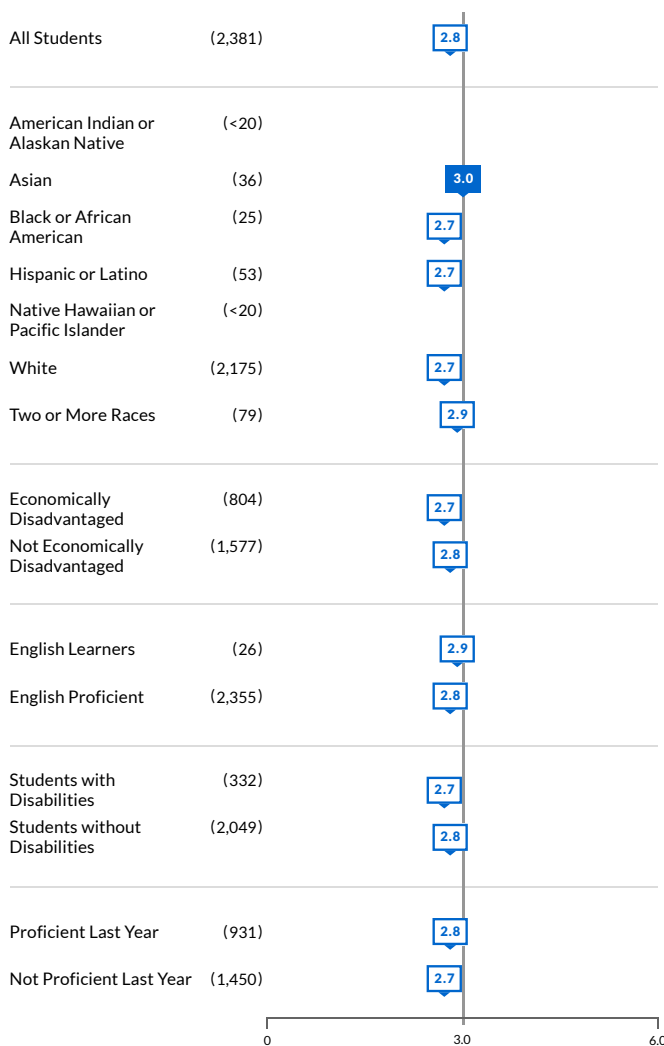 All Students (2,381) 2.8
American Indian or (<20)
Alaskan Native
Asian (36) 3.0
Black or African (25) 2.7
American
Hispanic or Latino (53) 2.7
Native Hawaiian or (<20)
Pacific Islander
White (2,175) 2.7
Two or More Races (79) 2.9
Economically (804) 2.7
Disadvantaged
Not Economically (1,577) 2.8
Disadvantaged
English Learners (26) 2.9
English Proficient (2,355) 2.8
Students with (332) 2.7
Disabilities
Students without (2,049) 2.8
Disabilities
Proficient Last Year (931) 2.8
Not Proficient Last Year (1,450) 2.7
0 3.0 6.0